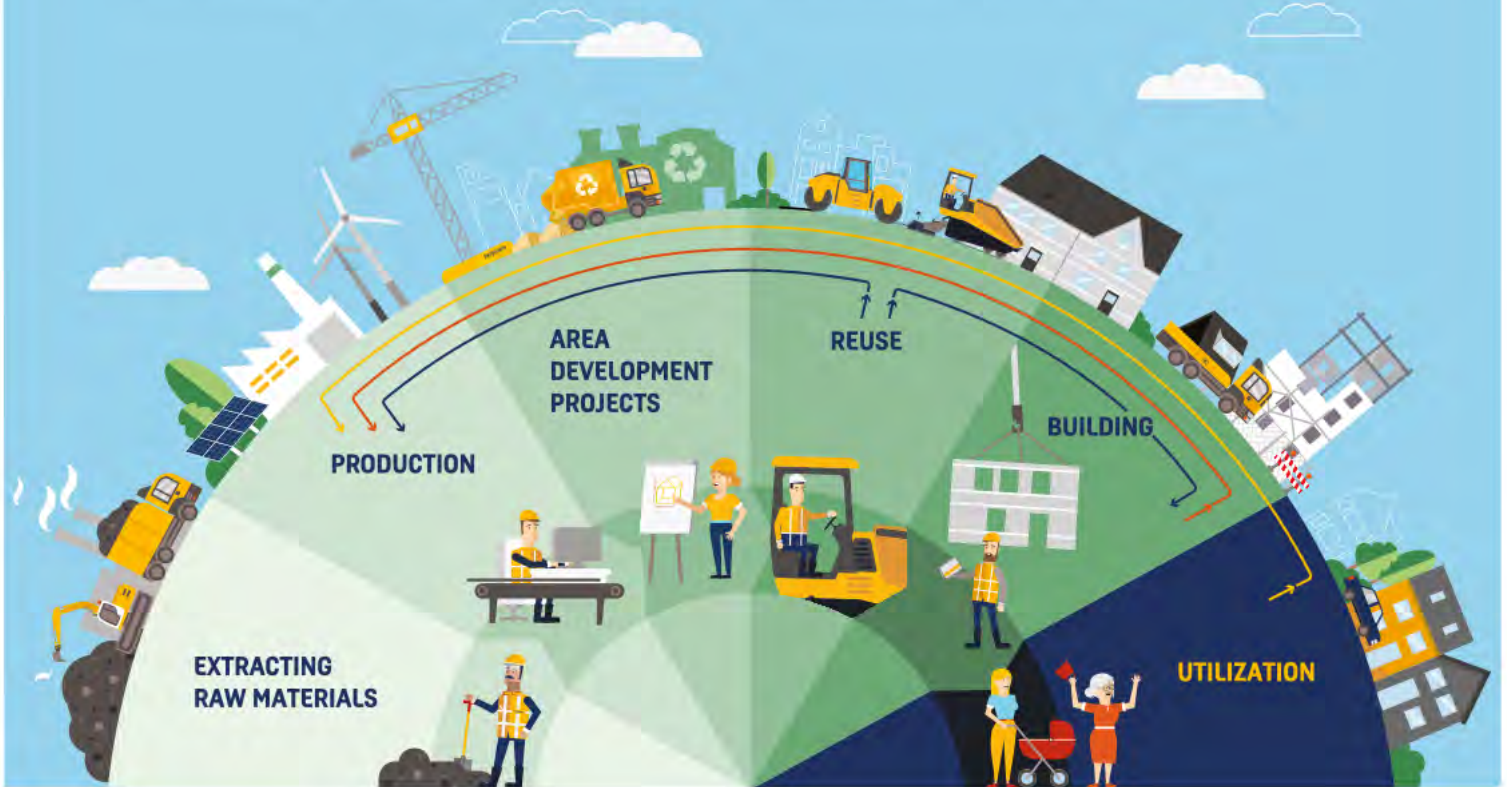 AREA
DEVELOPMENT
PROJECTS
REUSE
BUILDING
PRODUCTION
EXTRACTING
RAW MATERIALS
UTILIZATION